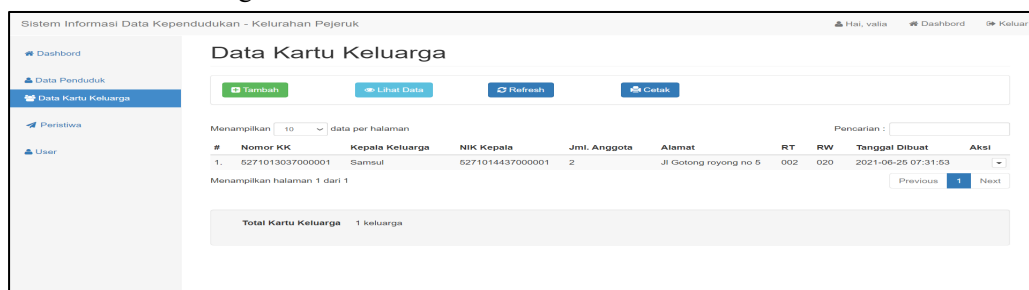 Sistem Informasi Data Kependudukan - Kelurahan Pejeruk Hai, valia Dashbord Keluar
Dashbord
Data Penduduk
Data Kartu Keluarga
Peristiwa
User
Data Kartu Keluarga
Tambah Lihat Data Refresh Cetak
Menampilkan 10 data per halaman Pencarian :
# Nomor KK Kepala Keluarga NIK Kepala Jml. Anggota Alamat RT RW Tanggal Dibuat Aksi
1. 5271013037000001 Samsul 5271014437000001 2 Jl Gotong royong no 5 002 020 2021-06-25 07:31:53
Menampilkan halaman 1 dari 1 Previous 1 Next
Total Kartu Keluarga 1 keluarga